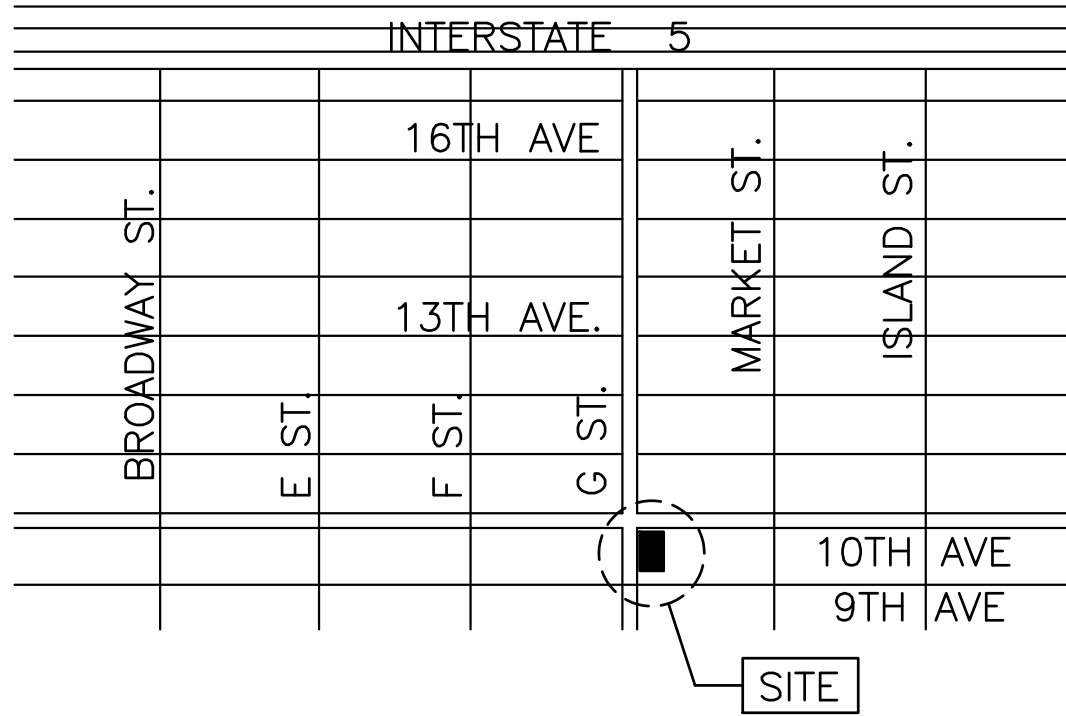 INTERSTATE 5
16TH AVE
13TH AVE.
BROADWAY ST.
E ST.
F ST.
G ST.
MARKET ST.
ISLAND ST.
10TH AVE
9TH AVE
SITE